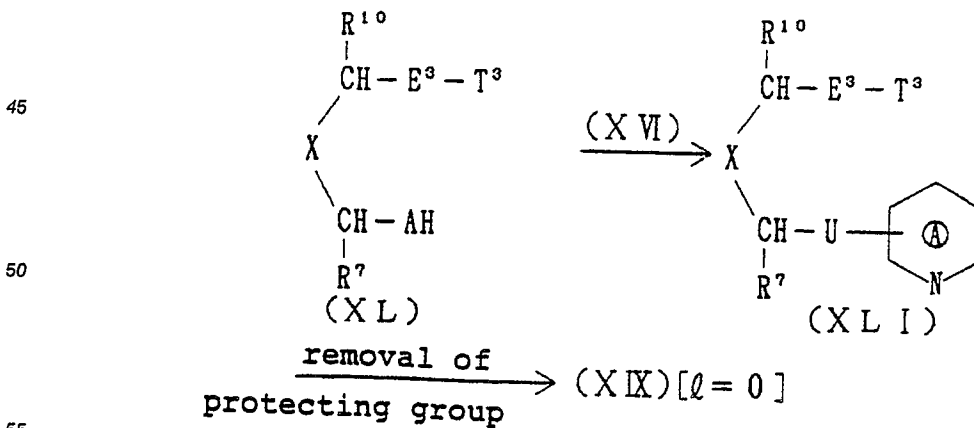 R¹⁰
CH—E³—T³
45
X
CH—AH
50
R⁷
(XL)
(XVI)
R¹⁰
CH—E³—T³
X
CH—U
A
N
R⁷
(XLI)
removal of
protecting group
(XIX)[ℓ=0]
55